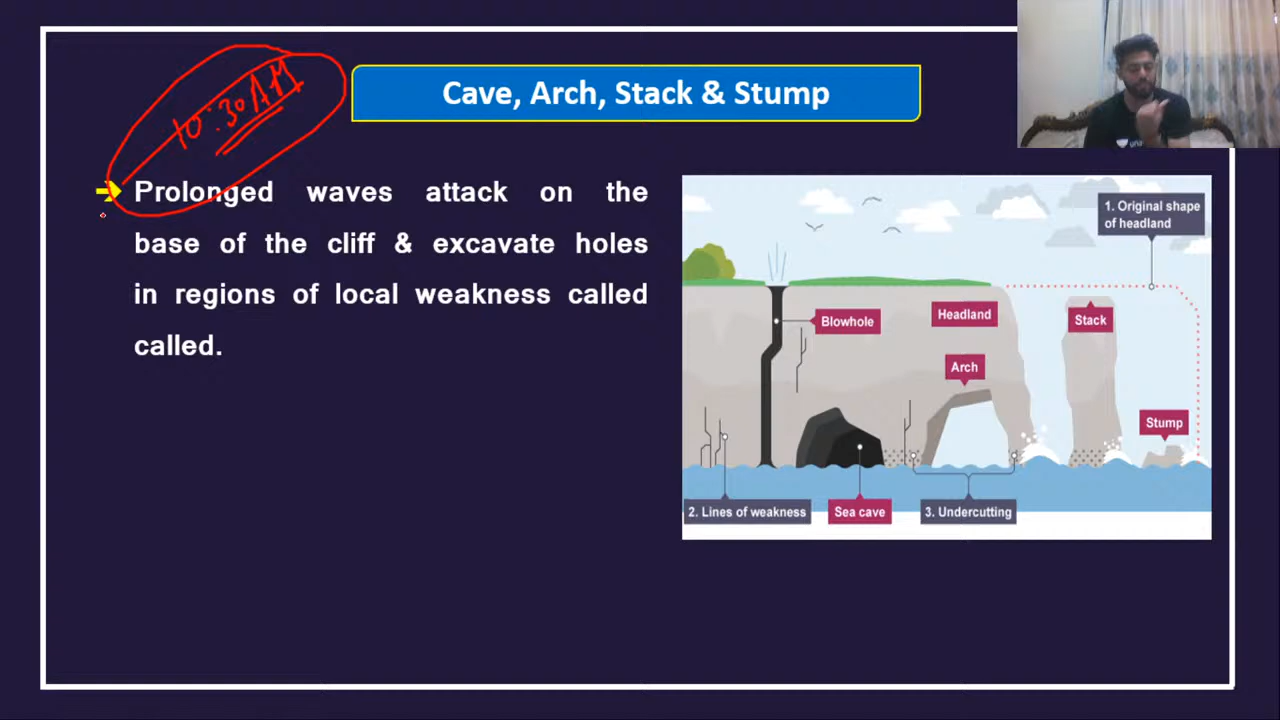 10:30 AM
Cave, Arch, Stack & Stump
Prolonged waves attack on the
base of the cliff & excavate holes
in regions of local weakness called
called.
1. Original shape
of headland
Blowhole
Headland
Stack
Arch
Stump
2. Lines of weakness
Sea cave
3. Undercutting